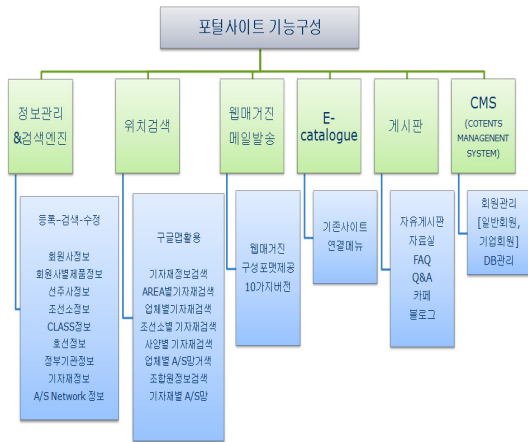 포털사이트 기능구성
정보관리
&검색엔진
위치검색
웹매거진
메일발송
E-
catalogue
게시판
CMS
(COTENTS
MANAGEMENT
SYSTEM)
등록-검색-수정
회원사정보
회원사별제품정보
선주사정보
조선소정보
CLASS정보
호선정보
정부기관정보
기자재정보
A/S Network 정보
구글맵활용
기자재정보검색
AREA별기자재검색
업체별기자재검색
조선소별기자재검색
사양별 기자재검색
업체별 A/S망거색
조합원정보검색
기자재별 A/S망
웹매거진
구성포맷제공
10가지버전
기존사이트
연결메뉴
자유게시판
자료실
FAQ
Q&A
카페
블로그
회원관리
[일반회원,
기업회원]
DB관리